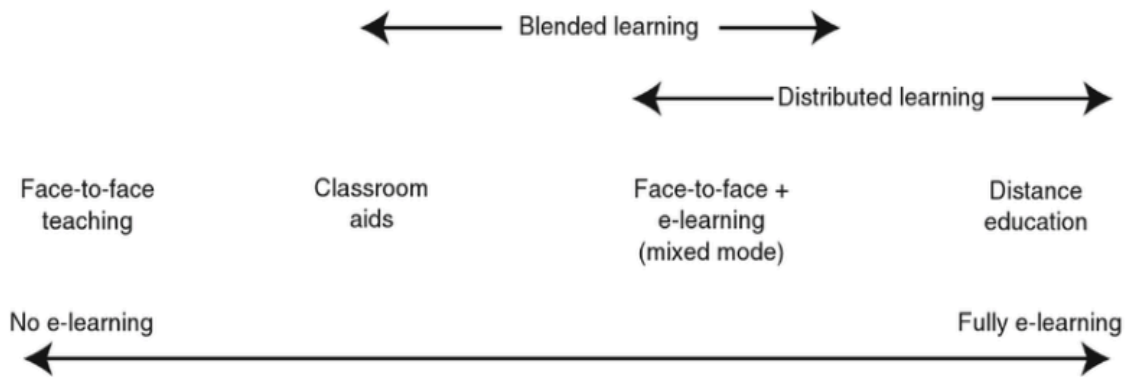 Blended learning
Distributed learning
Face-to-face
teaching
Classroom
aids
Face-to-face +
e-learning
(mixed mode)
Distance
education
No e-learning
Fully e-learning